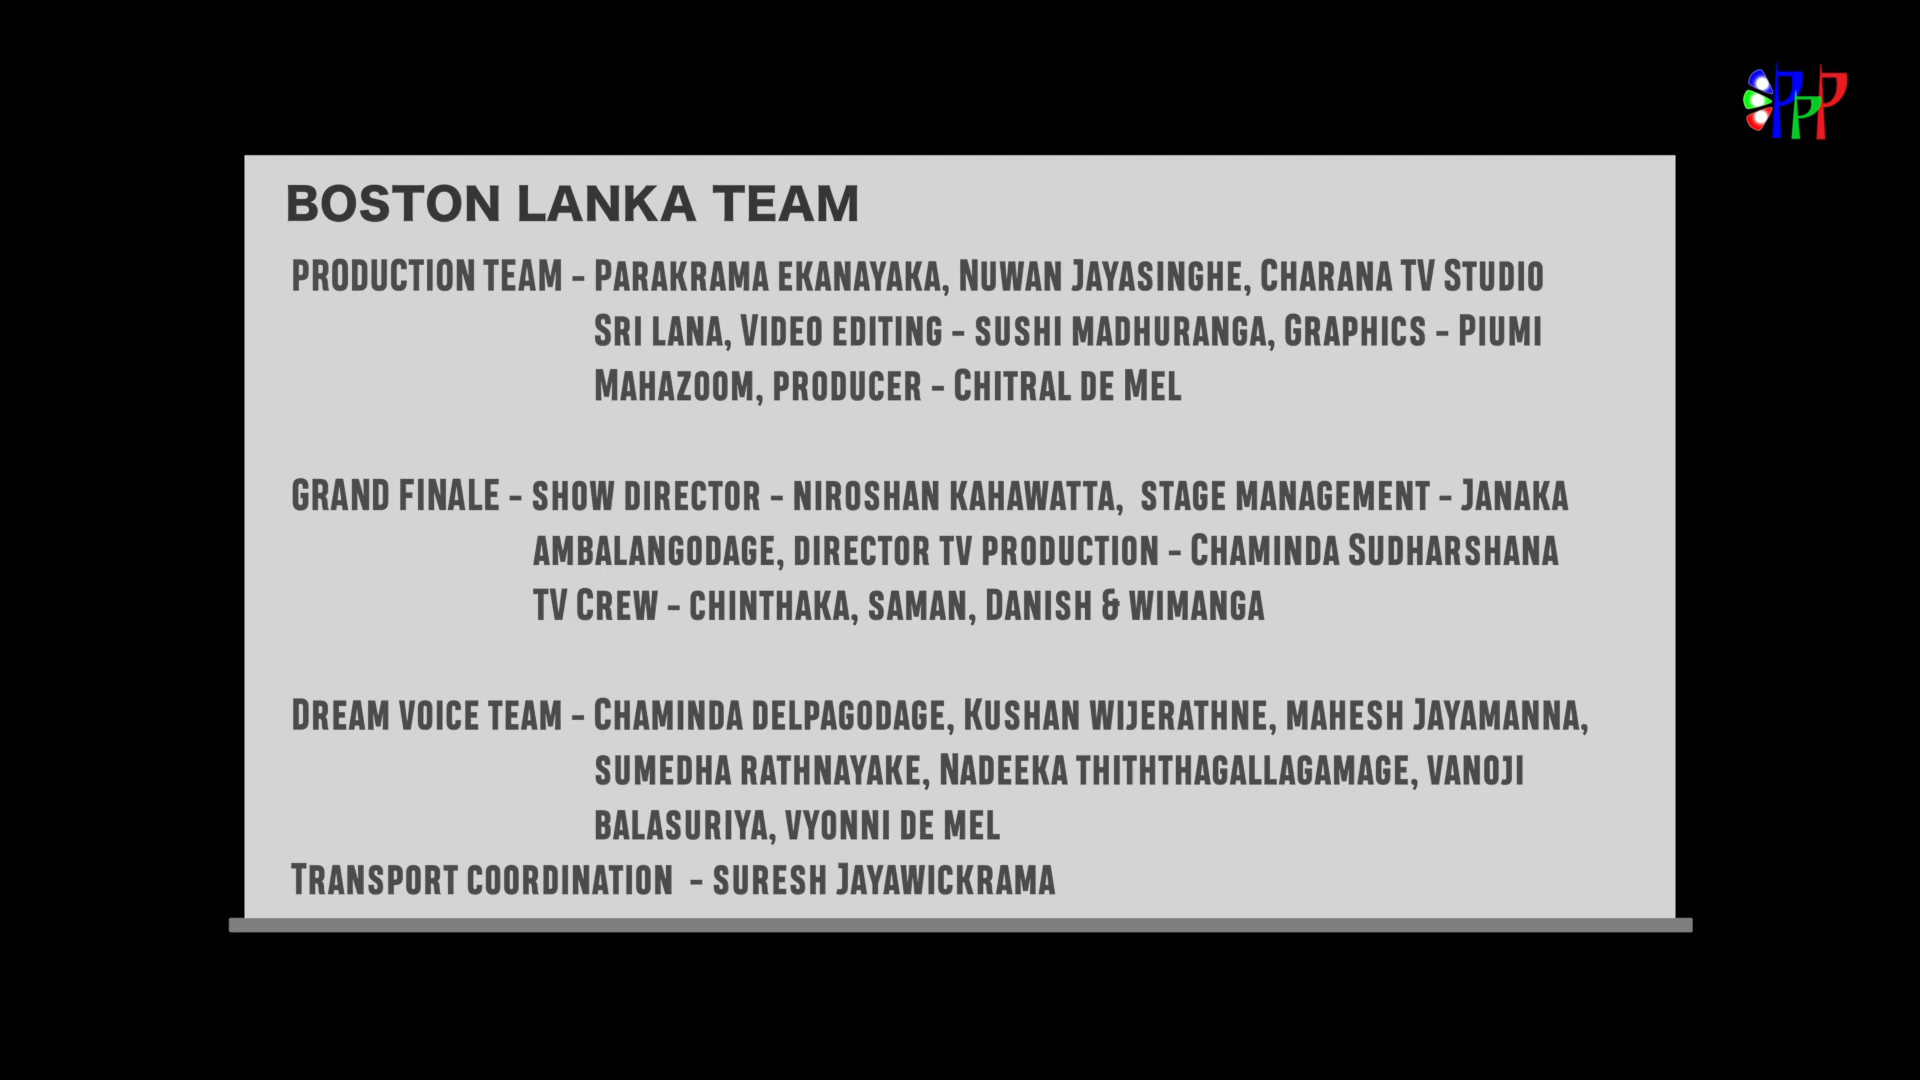 PPP
BOSTON LANKA TEAM
PRODUCTION TEAM - PARAKRAMA EKANAYAKA, NUWAN JAYASINGHE, CHARANA TV STUDIO
SRI LANA, VIDEO EDITING - SUSHI MADHURANGA, GRAPHICS - PIUMI
MAHAZOOM, PRODUCER - CHITRAL DE MEL
GRAND FINALE - SHOW DIRECTOR - NIROSHAN KAHAWATTA, STAGE MANAGEMENT - JANAKA
AMBALANGODAGE, DIRECTOR TV PRODUCTION - CHAMINDA SUDHARSHANA
TV CREW - CHINTHAKA, SAMAN, DANISH & WIMANGA
DREAM VOICE TEAM - CHAMINDA DELPAGODAGE, KUSHAN WIJERATHNE, MAHESH JAYAMANNA,
SUMEDHA RATHNAYAKE, NADEEKA THITHTHAGALLAGAMAGE, VANOJI
BALASURIYA, VYONNI DE MEL
TRANSPORT COORDINATION - SURESH JAYAWICKRAMA